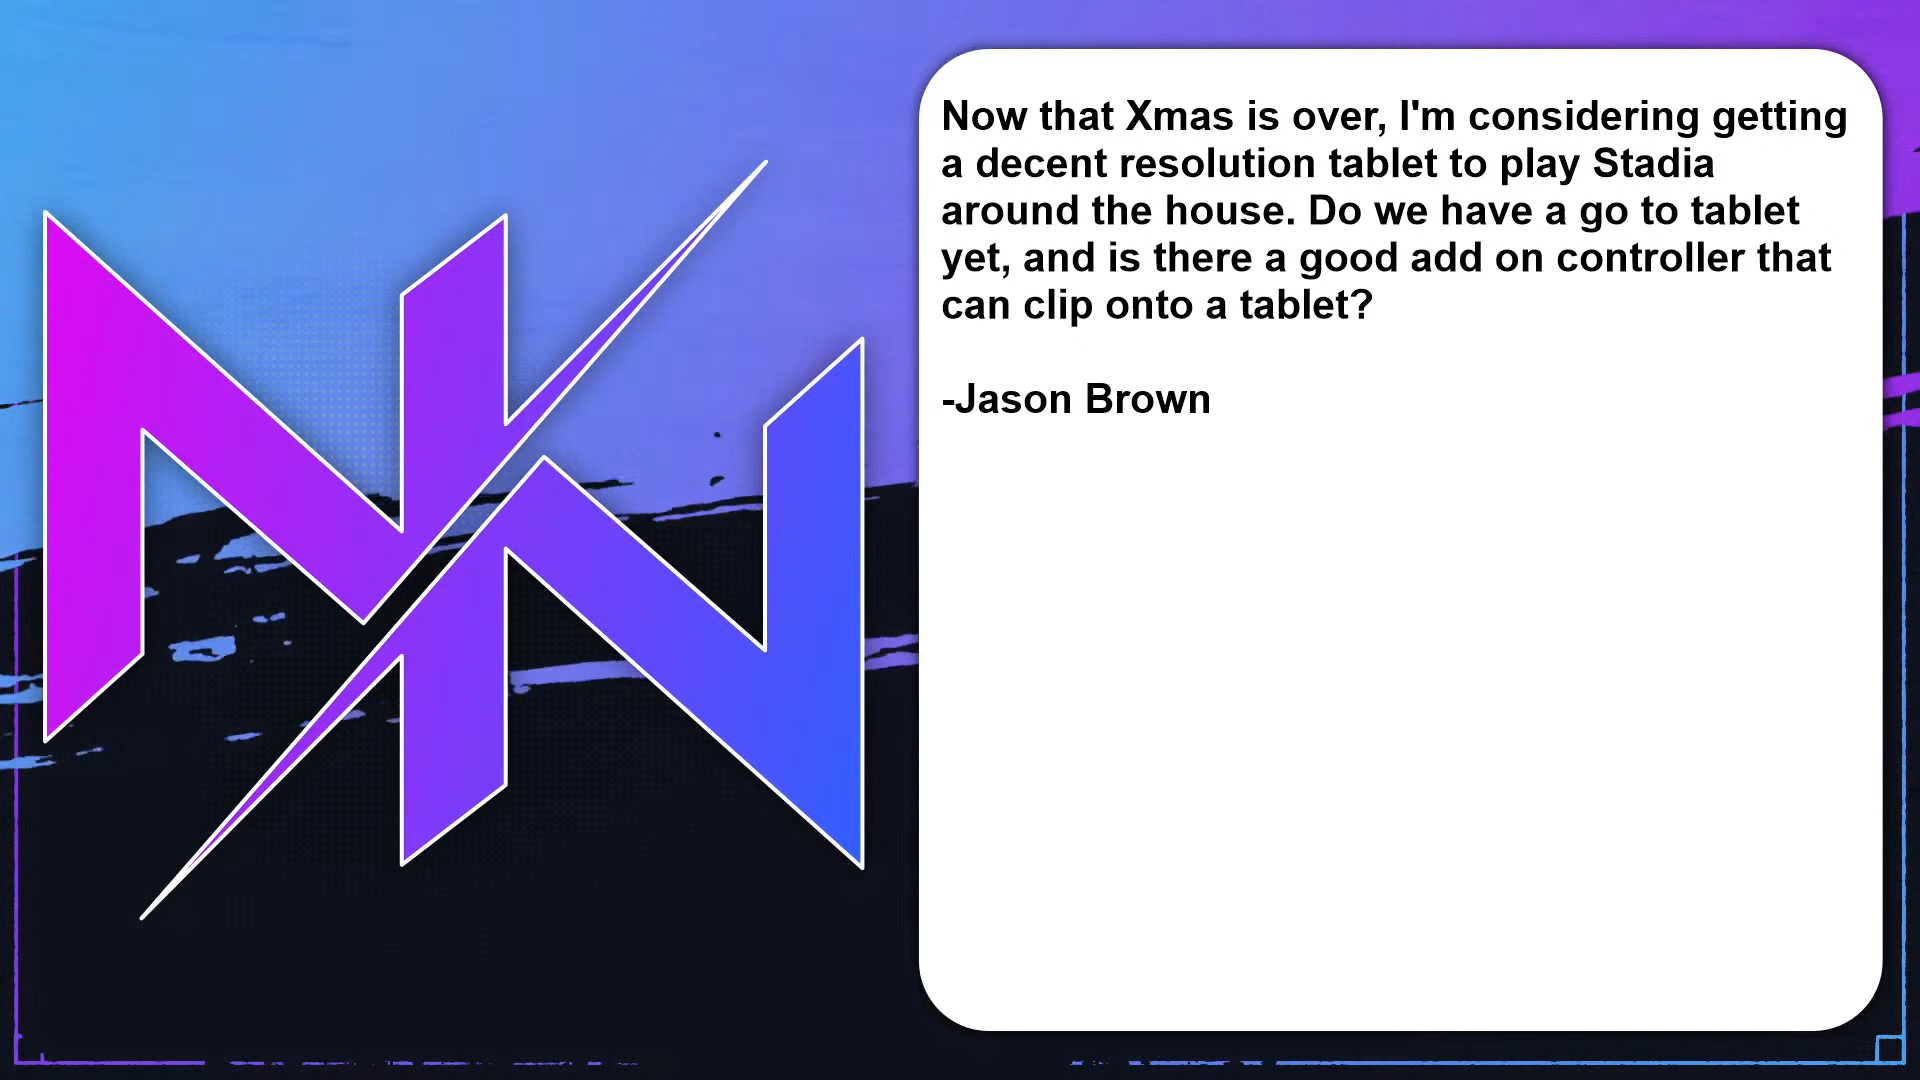 Now that Xmas is over, I'm considering getting
a decent resolution tablet to play Stadia
around the house. Do we have a go to tablet
yet, and is there a good add on controller that
can clip onto a tablet?
-Jason Brown